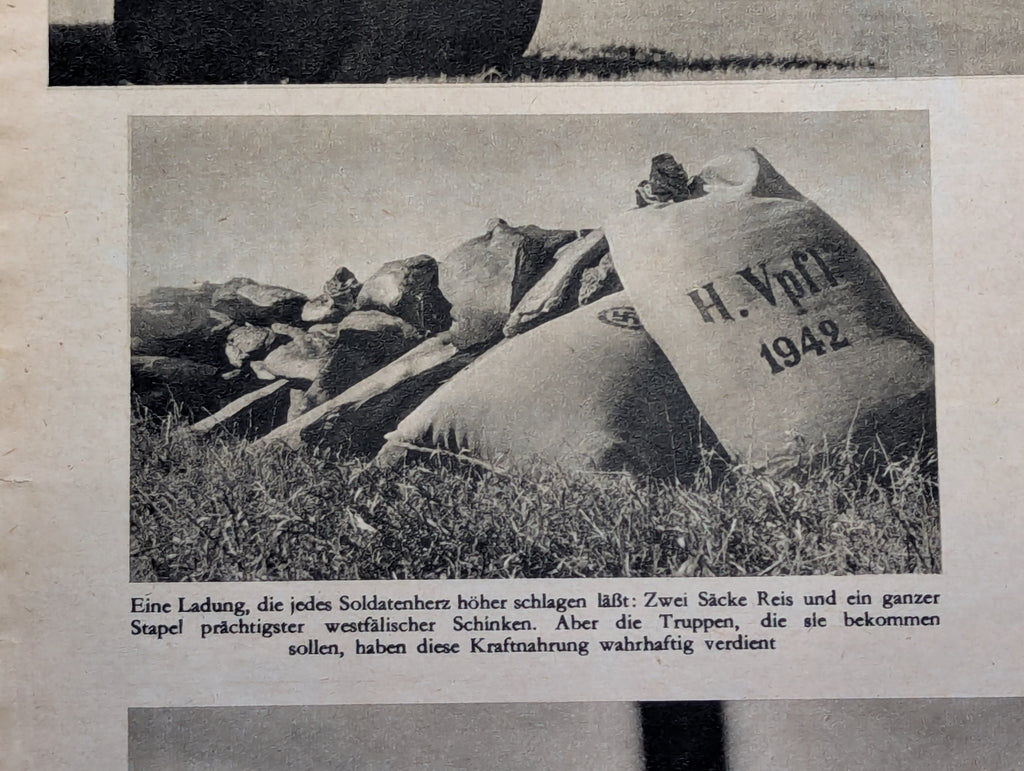 H. Vpfl
1942
Eine Ladung, die jedes Soldatenherz höher schlagen läßt: Zwei Säcke Reis und ein ganzer
Stapel prächtigster westfälischer Schinken. Aber die Truppen, die sie bekommen
sollen, haben diese Kraftnahrung wahrhaftig verdient